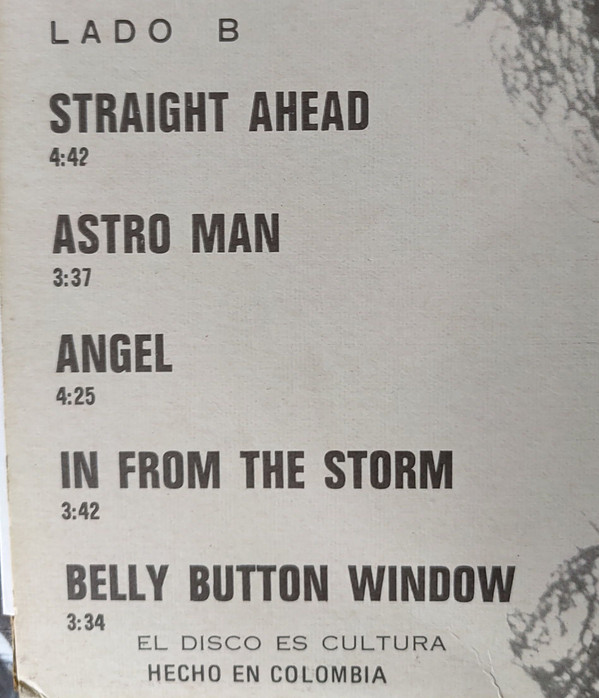 LADO B
STRAIGHT AHEAD
4:42
ASTRO MAN
3:37
ANGEL
4:25
IN FROM THE STORM
3:42
BELLY BUTTON WINDOW
3:34
EL DISCO ES CULTURA
HECHO EN COLOMBIA